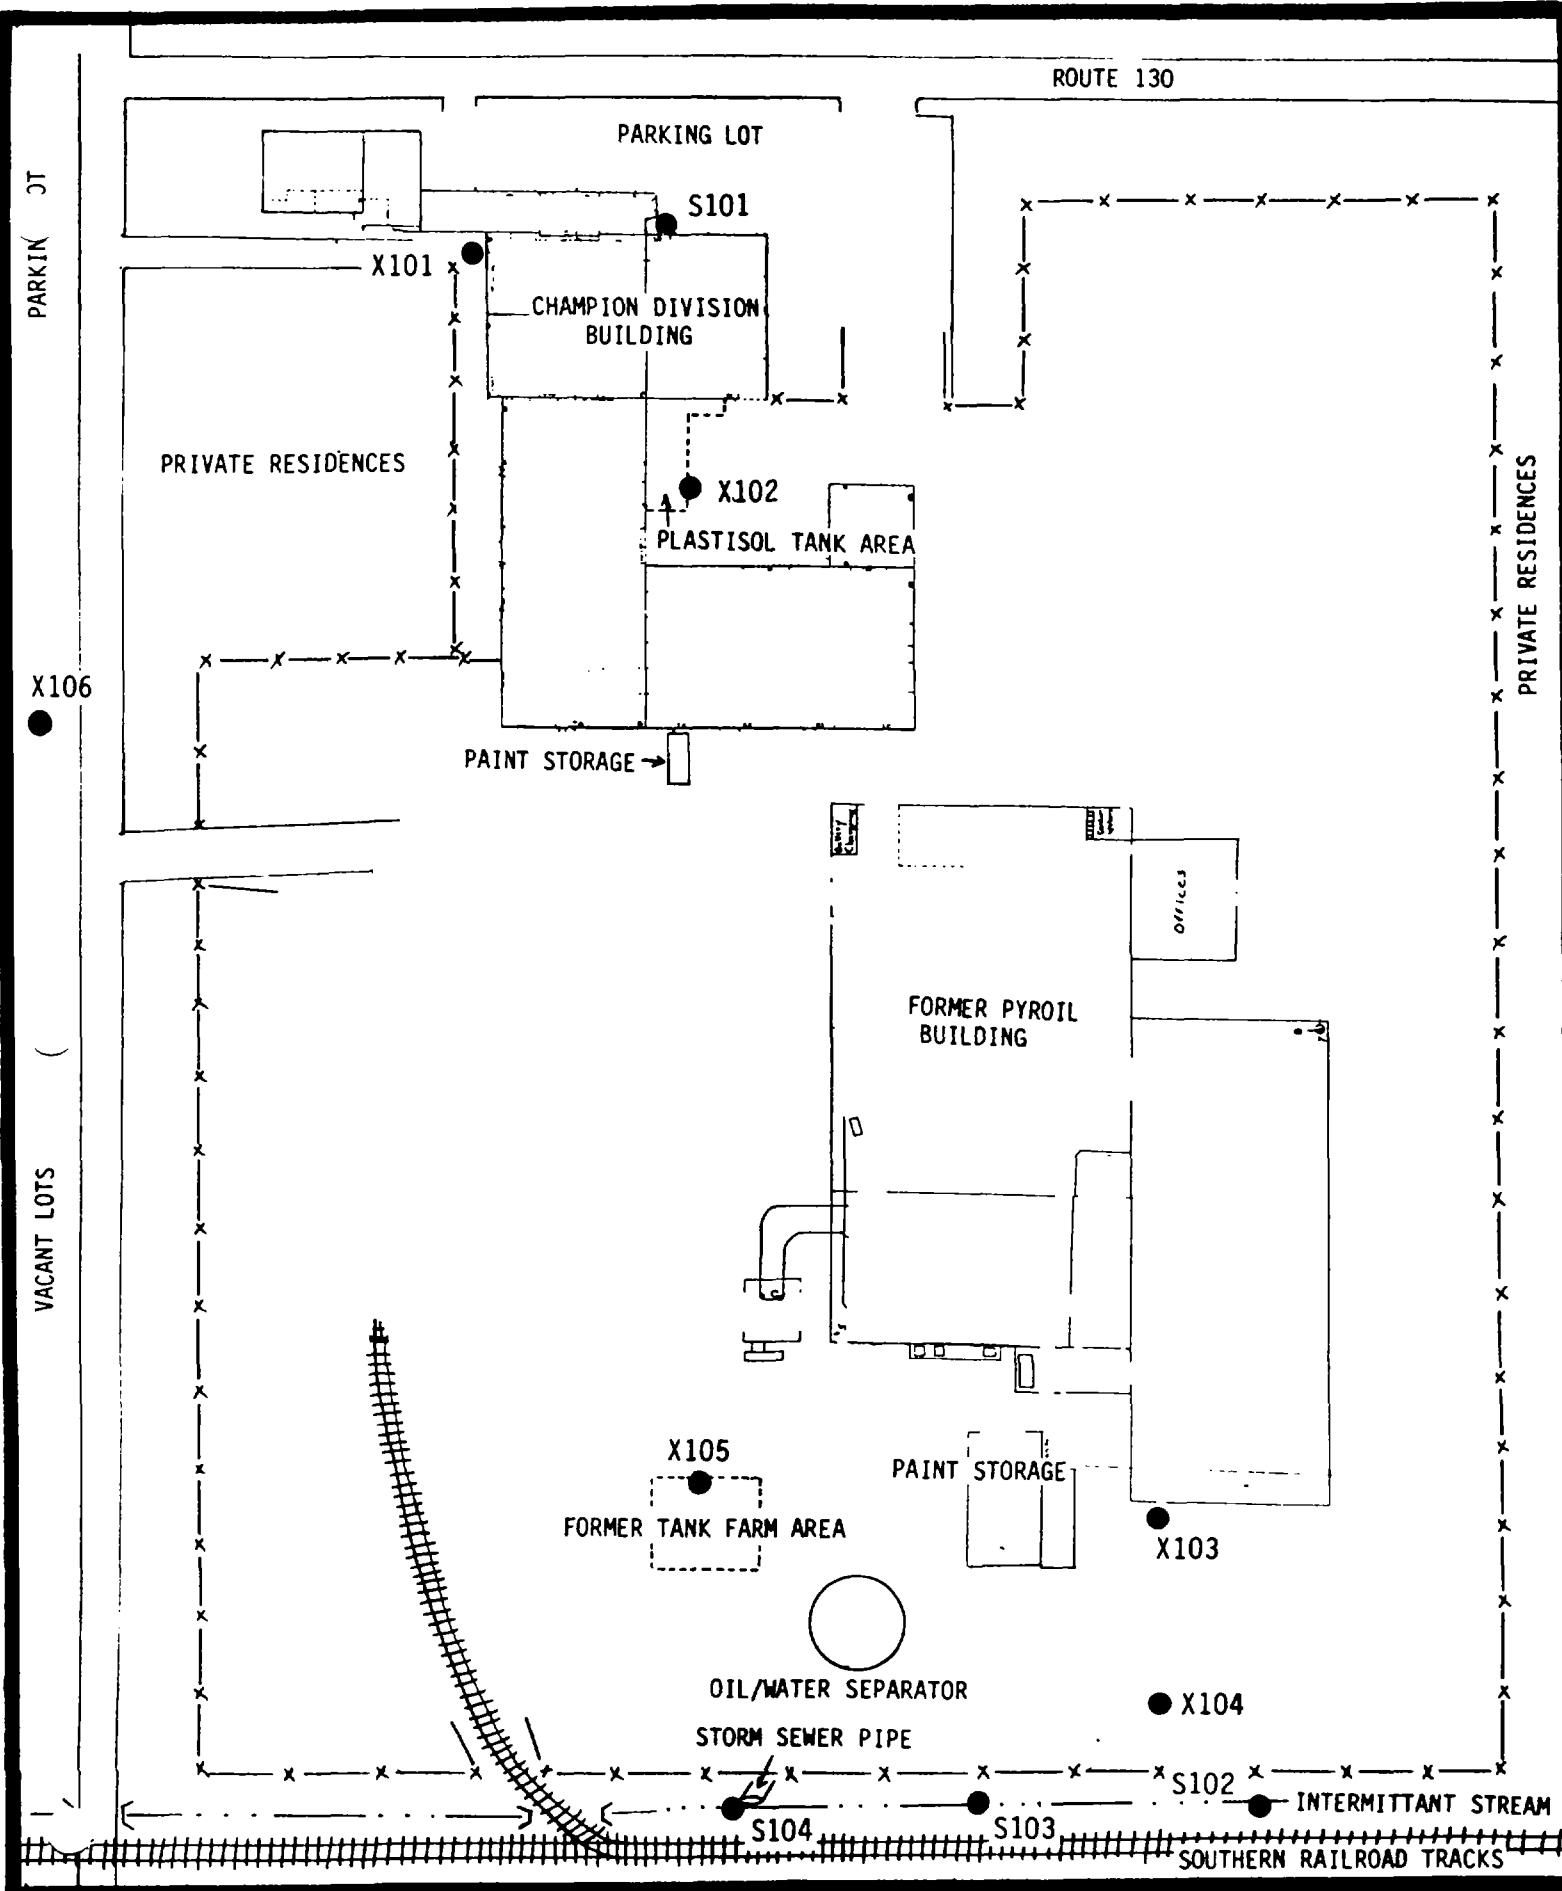 ROUTE 130
PARKING LOT
PARKIN OT
S101
X101
CHAMPION DIVISION
BUILDING
PRIVATE RESIDENCES
X102
PLASTISOL TANK AREA
PRIVATE RESIDENCES
X106
PAINT STORAGE
Offices
FORMER PYROIL
BUILDING
VACANT LOTS
X105
PAINT STORAGE
FORMER TANK FARM AREA
X103
OIL/WATER SEPARATOR
X104
STORM SEWER PIPE
S102
INTERMITTANT STREAM
S104
S103
SOUTHERN RAILROAD TRACKS